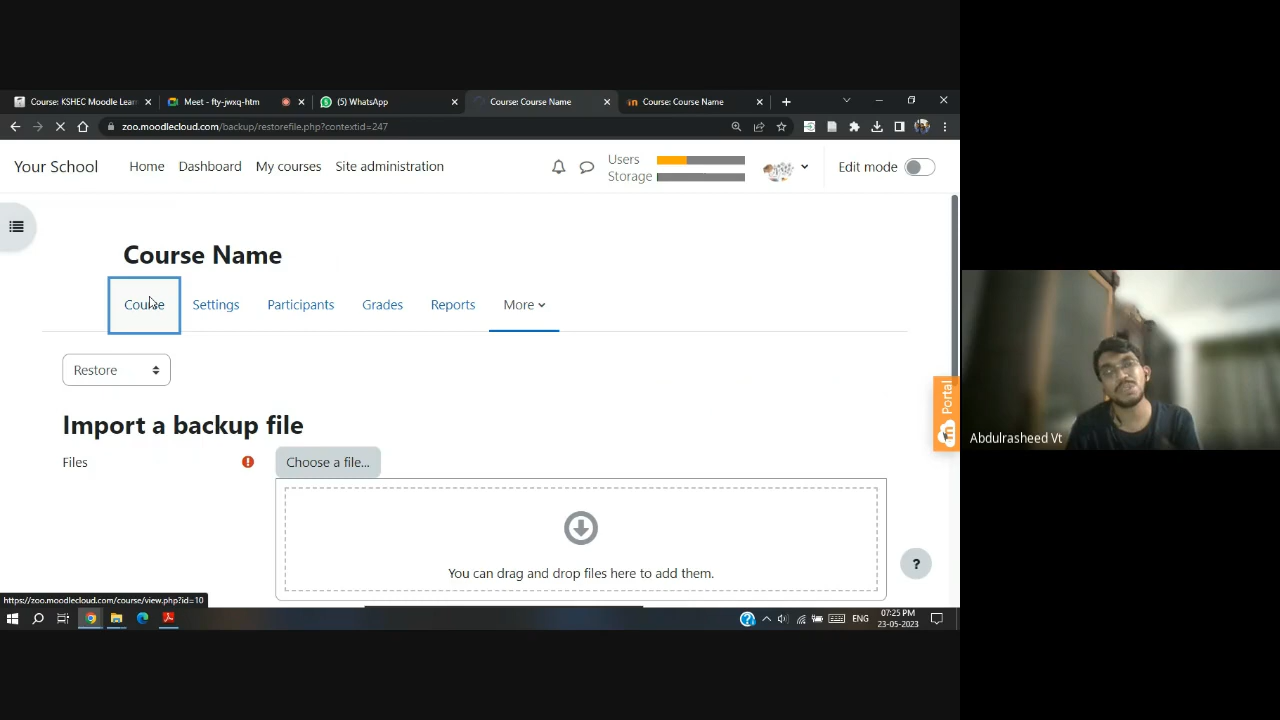 Course: KSHEC Moodle Lear
Meet - fty-jwxq-htm
(5) WhatsApp
Course: Course Name
Course: Course Name
zoo.moodlecloud.com/backup/restorefile.php?contextid=247
Your School
Home
Dashboard
My courses
Site administration
Users
Storage
Edit mode
Course Name
Course
Settings
Participants
Grades
Reports
More
Restore
Import a backup file
Files
Choose a file...
You can drag and drop files here to add them.
Portal
?
https://zoo.moodlecloud.com/course/view.php?id=10
ENG
07:25 PM
23-05-2023
Abdulrasheed Vt